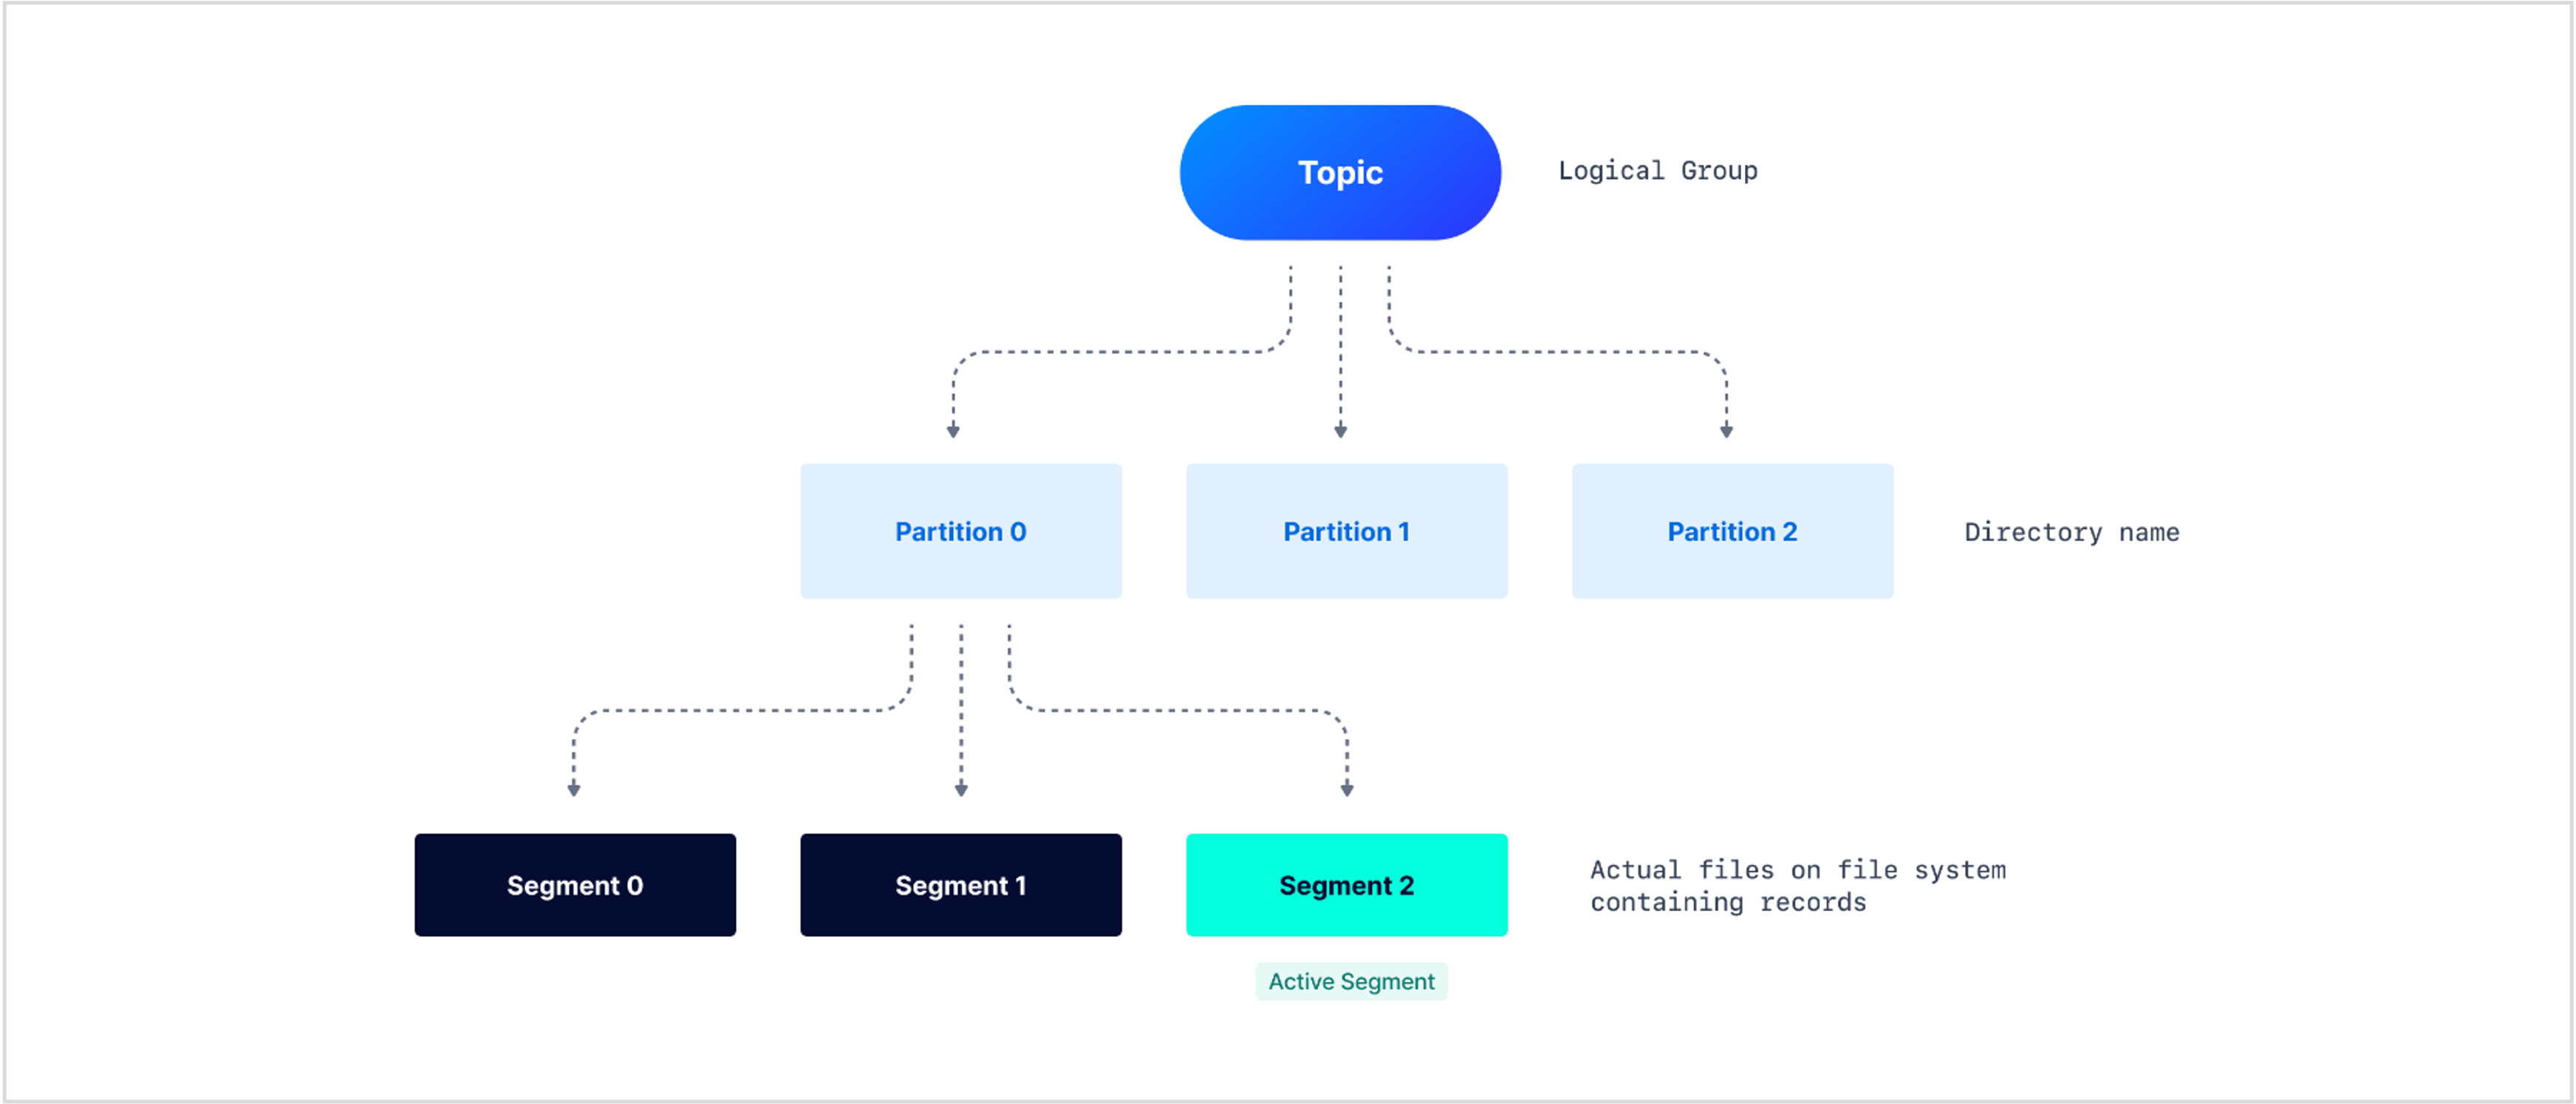 Topic
Logical Group
Partition 0
Partition 1
Partition 2
Directory name
Segment 0
Segment 1
Segment 2
Actual files on file system
containing records
Active Segment